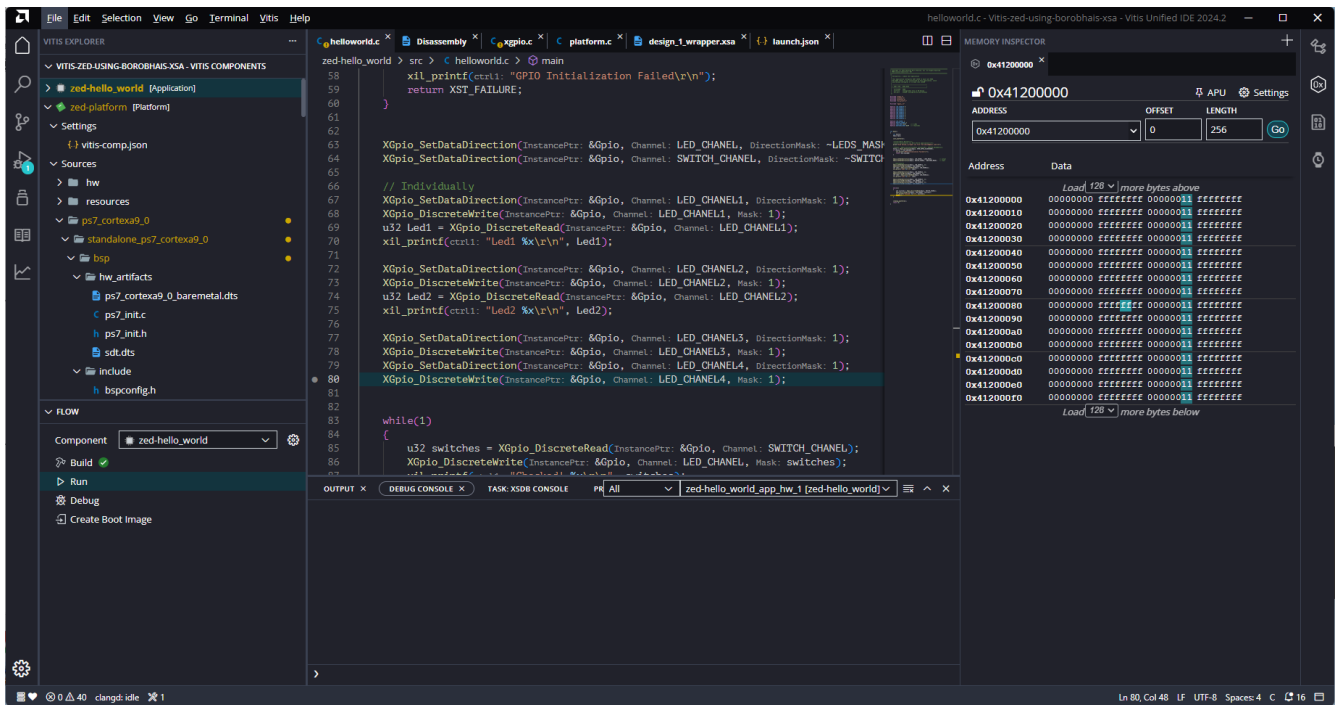 File Edit Selection View Go Terminal Vitis Help
helloworld.c - Vitis-zed-using-borobhais-xsa - Vitis Unified IDE 2024.2
VITIS EXPLORER
VITIS-ZED-USING-BOROBHAIS-XSA - VITIS COMPONENTS
zed-hello_world [Application]
zed-platform [Platform]
Settings
{.} vitis-comp.json
Sources
hw
resources
ps7_cortexa9_0
standalone_ps7_cortexa9_0
bsp
hw_artifacts
ps7_cortexa9_0_baremetal.dts
C ps7_init.c
h ps7_init.h
sdt.dts
include
h bspconfig.h
FLOW
Component zed-hello_world
Build
Run
Debug
Create Boot Image
helloworld.c × Disassembly × xgpio.c × C platform.c × design_1_wrapper.xsa × {.} launch.json ×
zed-hello_world > src > C helloworld.c > main
58 xil_printf(ctrl1: "GPIO Initialization Failed\r\n");
59 return XST_FAILURE;
60 }
61
62
63 XGpio_SetDataDirection(InstancePtr: &Gpio, Channel: LED_CHANEL, DirectionMask: ~LEDS_MASK
64 XGpio_SetDataDirection(InstancePtr: &Gpio, Channel: SWITCH_CHANEL, DirectionMask: ~SWITCH
65
66 // Individually
67 XGpio_SetDataDirection(InstancePtr: &Gpio, Channel: LED_CHANEL1, DirectionMask: 1);
68 XGpio_DiscreteWrite(InstancePtr: &Gpio, Channel: LED_CHANEL1, Mask: 1);
69 u32 Led1 = XGpio_DiscreteRead(InstancePtr: &Gpio, Channel: LED_CHANEL1);
70 xil_printf(ctrl1: "Led1 %x\r\n", Led1);
71
72 XGpio_SetDataDirection(InstancePtr: &Gpio, Channel: LED_CHANEL2, DirectionMask: 1);
73 XGpio_DiscreteWrite(InstancePtr: &Gpio, Channel: LED_CHANEL2, Mask: 1);
74 u32 Led2 = XGpio_DiscreteRead(InstancePtr: &Gpio, Channel: LED_CHANEL2);
75 xil_printf(ctrl1: "Led2 %x\r\n", Led2);
76
77 XGpio_SetDataDirection(InstancePtr: &Gpio, Channel: LED_CHANEL3, DirectionMask: 1);
78 XGpio_DiscreteWrite(InstancePtr: &Gpio, Channel: LED_CHANEL3, Mask: 1);
79 XGpio_SetDataDirection(InstancePtr: &Gpio, Channel: LED_CHANEL4, DirectionMask: 1);
80 XGpio_DiscreteWrite(InstancePtr: &Gpio, Channel: LED_CHANEL4, Mask: 1);
81
82
83 while(1)
84 {
85 u32 switches = XGpio_DiscreteRead(InstancePtr: &Gpio, Channel: SWITCH_CHANEL);
86 XGpio_DiscreteWrite(InstancePtr: &Gpio, Channel: LED_CHANEL, Mask: switches);
OUTPUT × DEBUG CONSOLE × TASK: XSDB CONSOLE PR All zed-hello_world_app_hw_1 [zed-hello_world]
MEMORY INSPECTOR
0x41200000 ×
0x41200000 APU Settings
ADDRESS OFFSET LENGTH
0x41200000 0 256 Go
Address Data
Load 128 more bytes above
0x41200000 00000000 ffffffff 00000011 ffffffff
0x41200010 00000000 ffffffff 00000011 ffffffff
0x41200020 00000000 ffffffff 00000011 ffffffff
0x41200030 00000000 ffffffff 00000011 ffffffff
0x41200040 00000000 ffffffff 00000011 ffffffff
0x41200050 00000000 ffffffff 00000011 ffffffff
0x41200060 00000000 ffffffff 00000011 ffffffff
0x41200070 00000000 ffffffff 00000011 ffffffff
0x41200080 00000000 ffffffff 00000011 ffffffff
0x41200090 00000000 ffffffff 00000011 ffffffff
0x412000a0 00000000 ffffffff 00000011 ffffffff
0x412000b0 00000000 ffffffff 00000011 ffffffff
0x412000c0 00000000 ffffffff 00000011 ffffffff
0x412000d0 00000000 ffffffff 00000011 ffffffff
0x412000e0 00000000 ffffffff 00000011 ffffffff
0x412000f0 00000000 ffffffff 00000011 ffffffff
Load 128 more bytes below
0 40 clangd: idle 1
Ln 80, Col 48 LF UTF-8 Spaces: 4 C 16